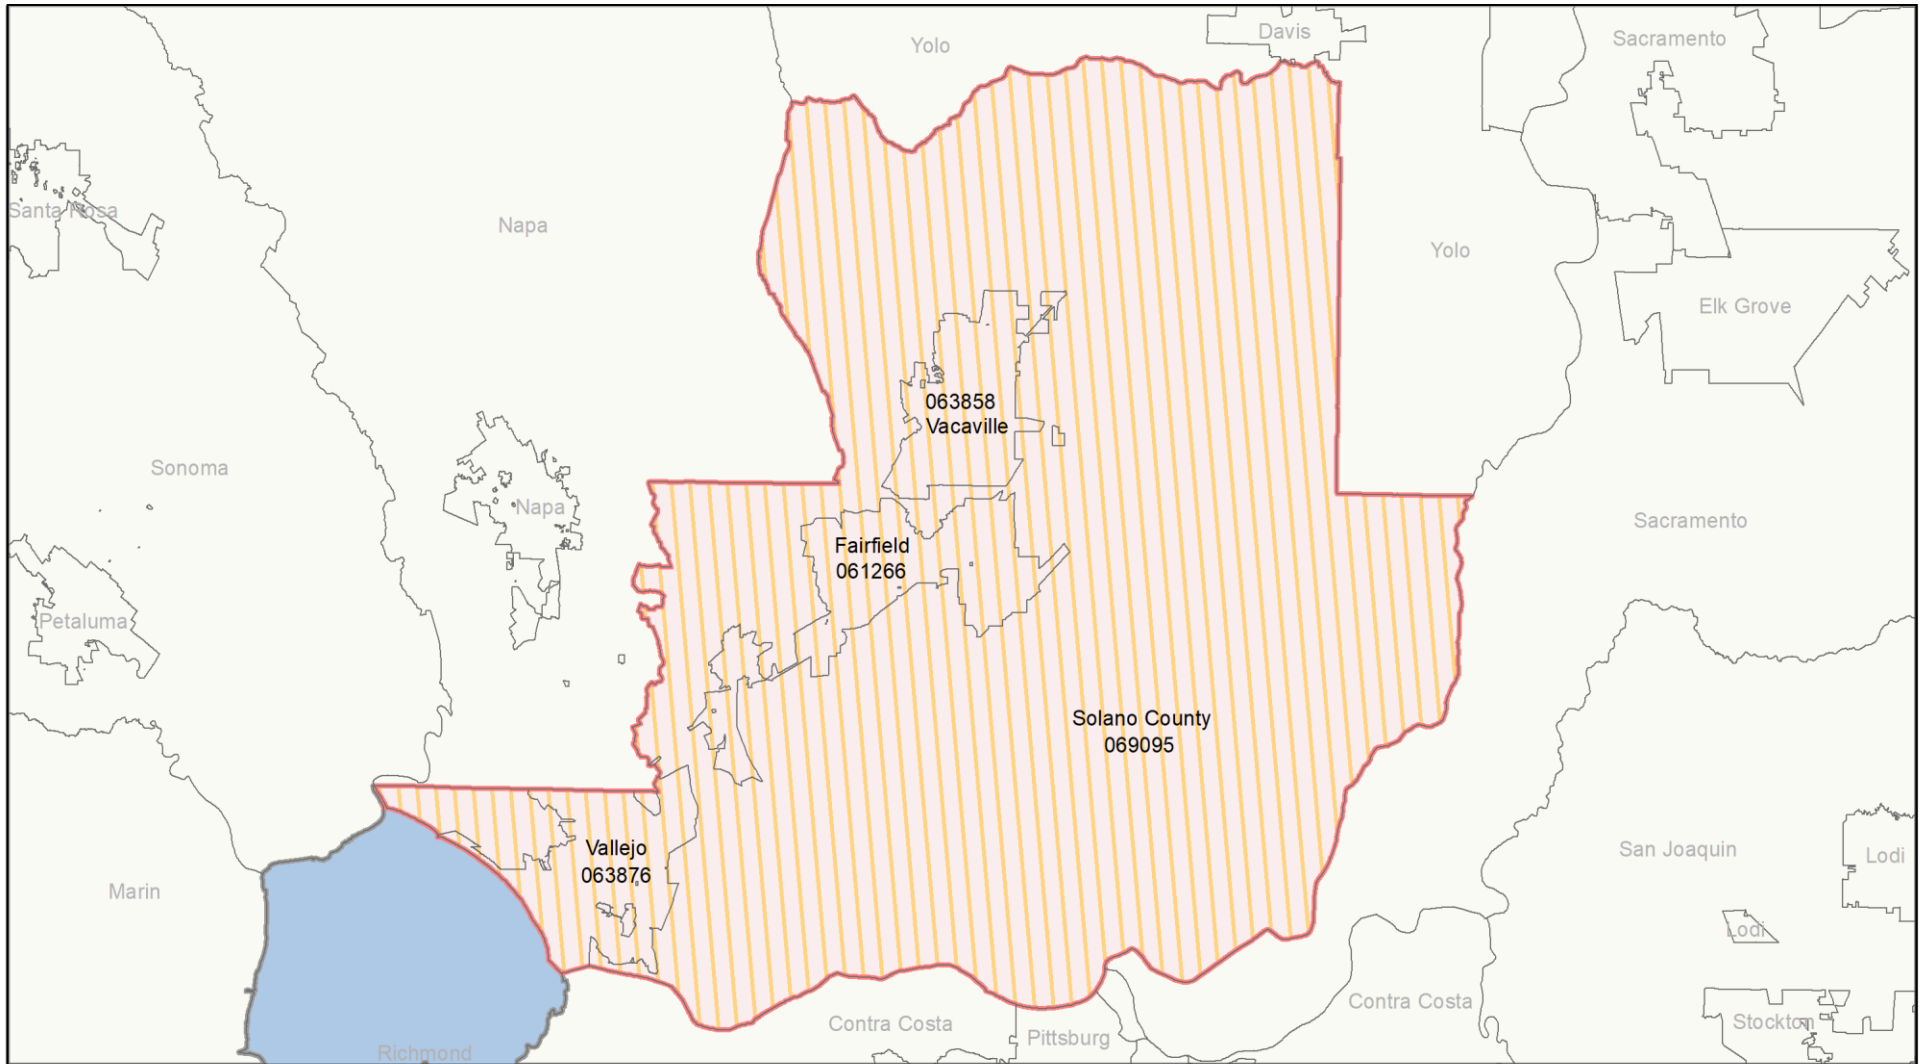 Yolo
Davis
Sacramento
Santa Rosa
Napa
Yolo
Elk Grove
063858
Vacaville
Sonoma
Napa
Sacramento
Fairfield
061266
Petaluma
Solano County
069095
Vallejo
063876
San Joaquin
Lodi
Marin
Lodi
Contra Costa
Contra Costa
Stockton
Pittsburg
Richmond